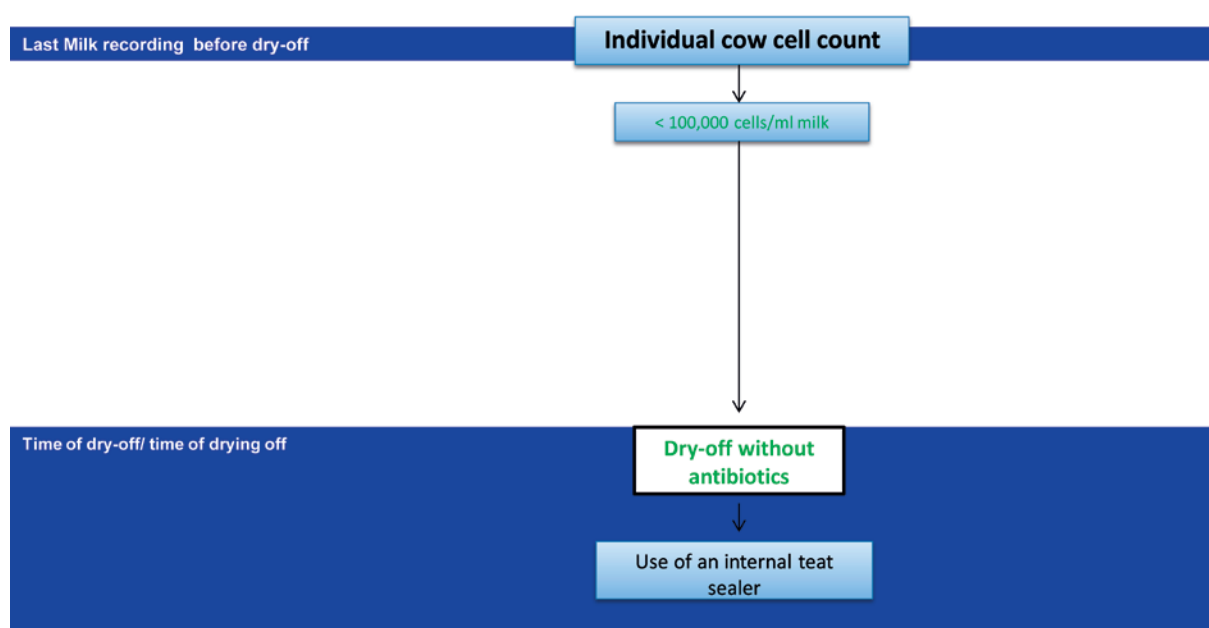 Last Milk recording before dry-off
Individual cow cell count
< 100,000 cells/ml milk
Time of dry-off/ time of drying off
Dry-off without
antibiotics
Use of an internal teat
sealer